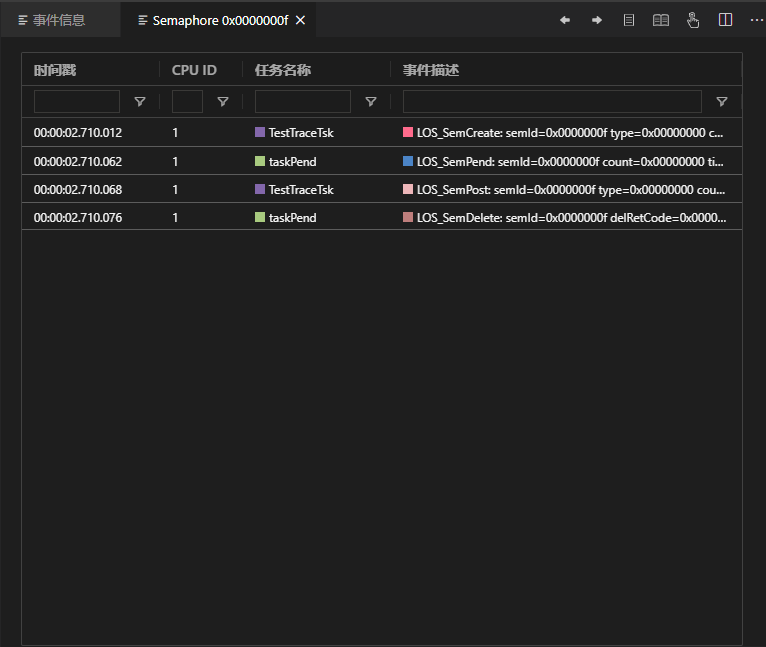 事件信息 Semaphore 0x0000000f
时间戳 CPU ID 任务名称 事件描述
00:00:02.710.012 1 TestTraceTsk LOS_SemCreate: semId=0x0000000f type=0x00000000 c...
00:00:02.710.062 1 taskPend LOS_SemPend: semId=0x0000000f count=0x00000000 ti...
00:00:02.710.068 1 TestTraceTsk LOS_SemPost: semId=0x0000000f type=0x00000000 cou...
00:00:02.710.076 1 taskPend LOS_SemDelete: semId=0x0000000f delRetCode=0x0000...